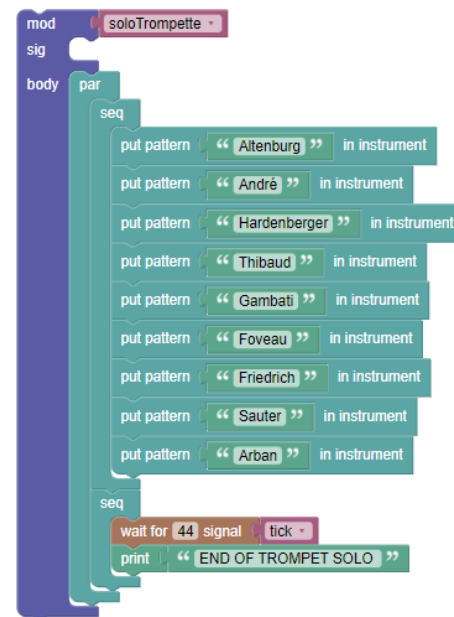 mod soloTrompette
sig
body par
seq
put pattern “ Altenburg ” in instrument
put pattern “ André ” in instrument
put pattern “ Hardenberger ” in instrument
put pattern “ Thibaud ” in instrument
put pattern “ Gambati ” in instrument
put pattern “ Foveau ” in instrument
put pattern “ Friedrich ” in instrument
put pattern “ Sauter ” in instrument
put pattern “ Arban ” in instrument
seq
wait for 44 signal tick
print “ END OF TROMPET SOLO ”